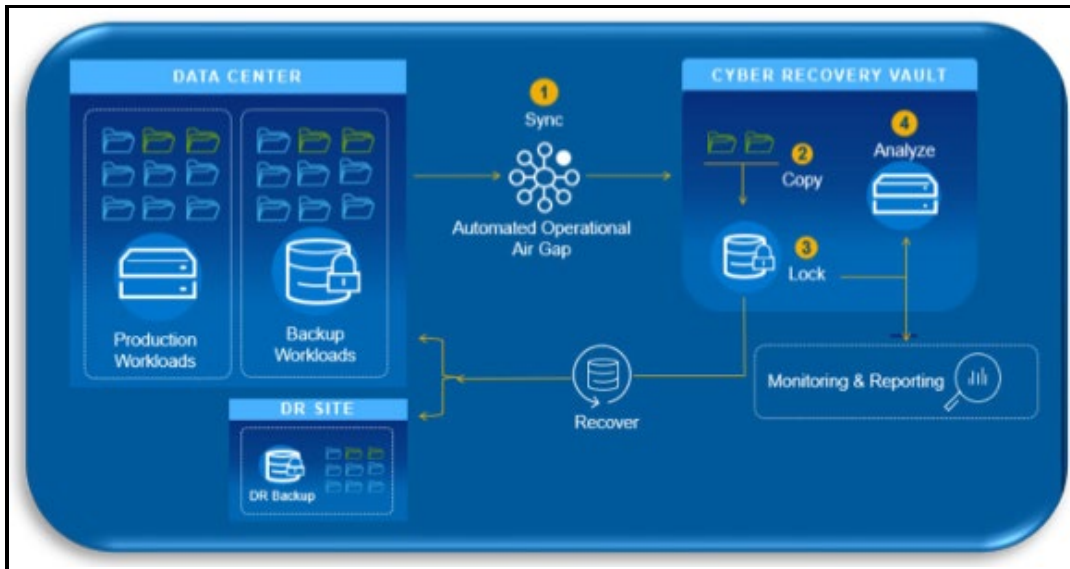 DATA CENTER
Production
Workloads
Backup
Workloads
DR SITE
DR Backup
1
Sync
Automated Operational
Air Gap
Recover
CYBER RECOVERY VAULT
2
Copy
3
Lock
4
Analyze
Monitoring & Reporting